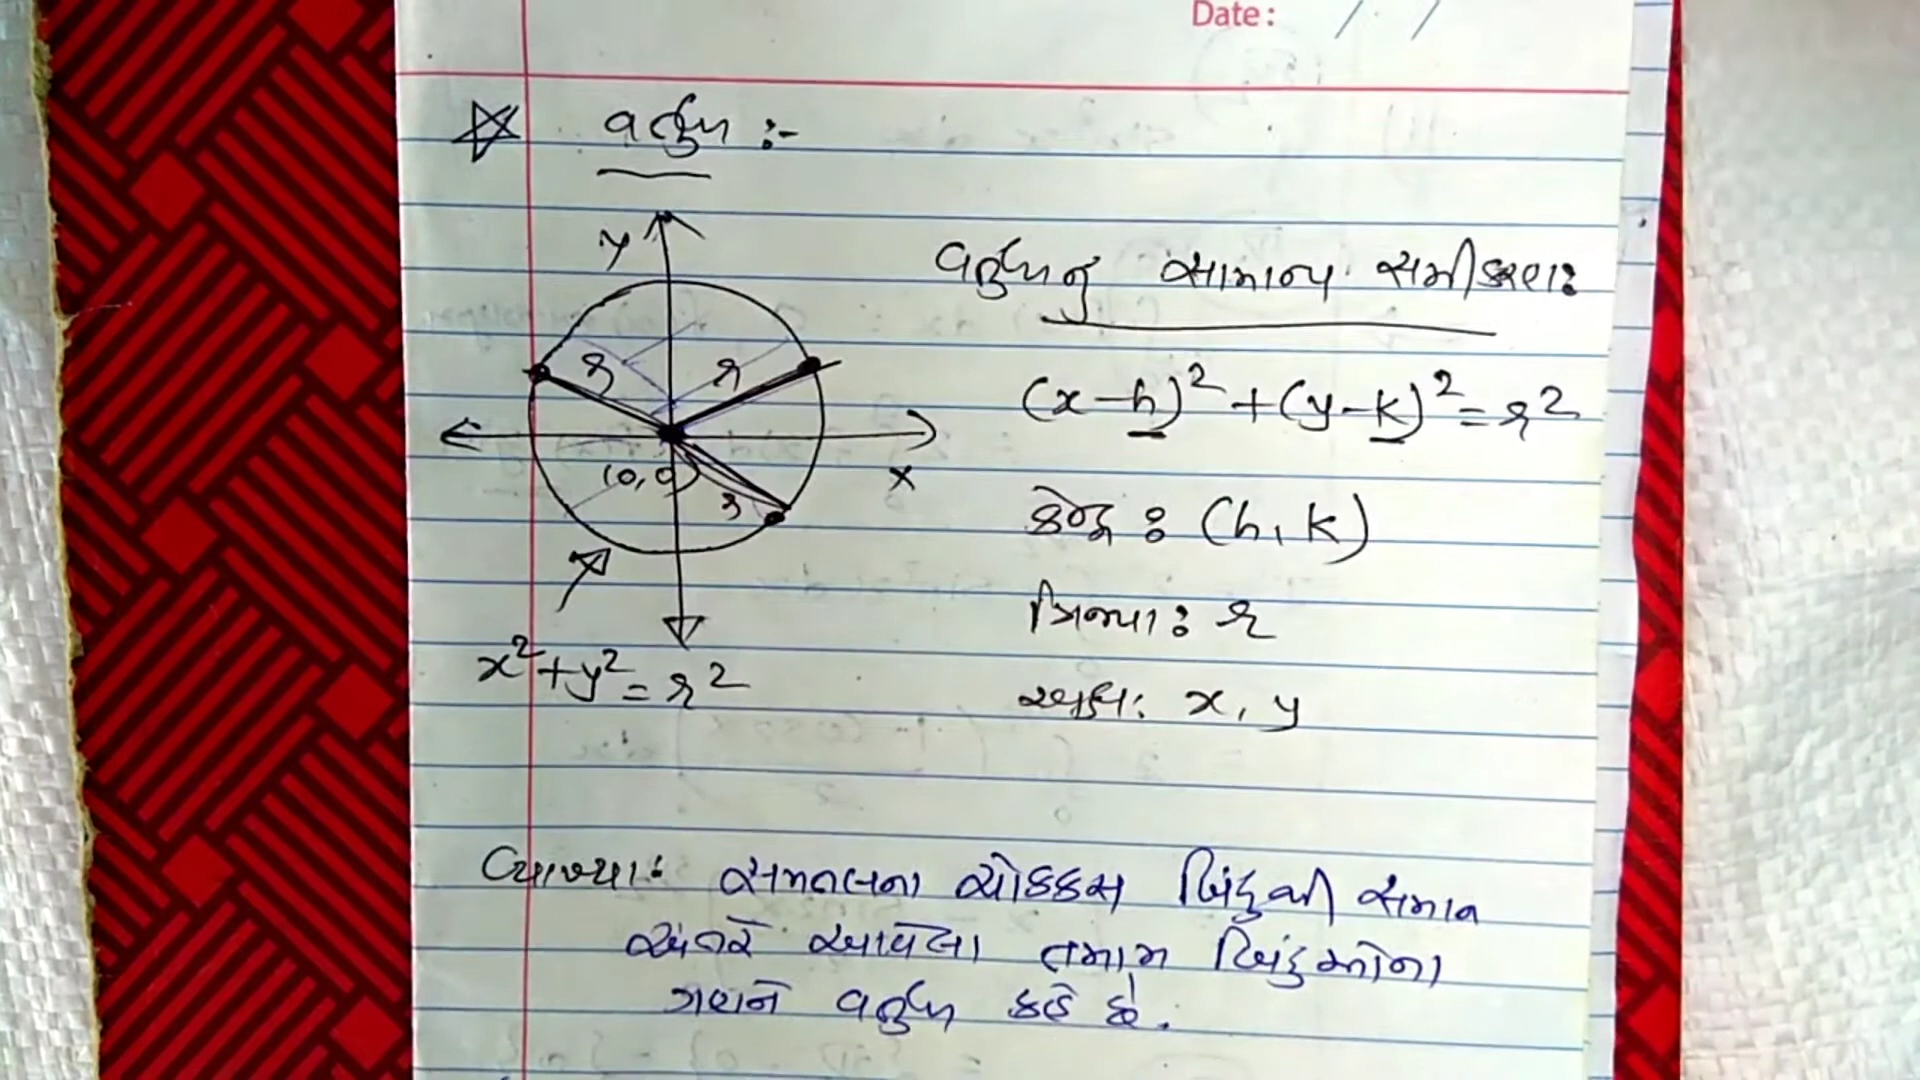 Date: / /
☆ વર્તુળ :-
y
વર્તુળનું સામાન્ય સમીકરણ:
r r
(x-h)² + (y-k)² = r²
(0,0) x
r
કેન્દ્ર : (h, k)
ત્રિજ્યા : r
x² + y² = r²
x, y
વ્યાખ્યા: સમતલના ચોક્કસ બિંદુથી સમાન
અંતરે આવેલા તમામ બિંદુઓના
ગણને વર્તુળ કહે છે.